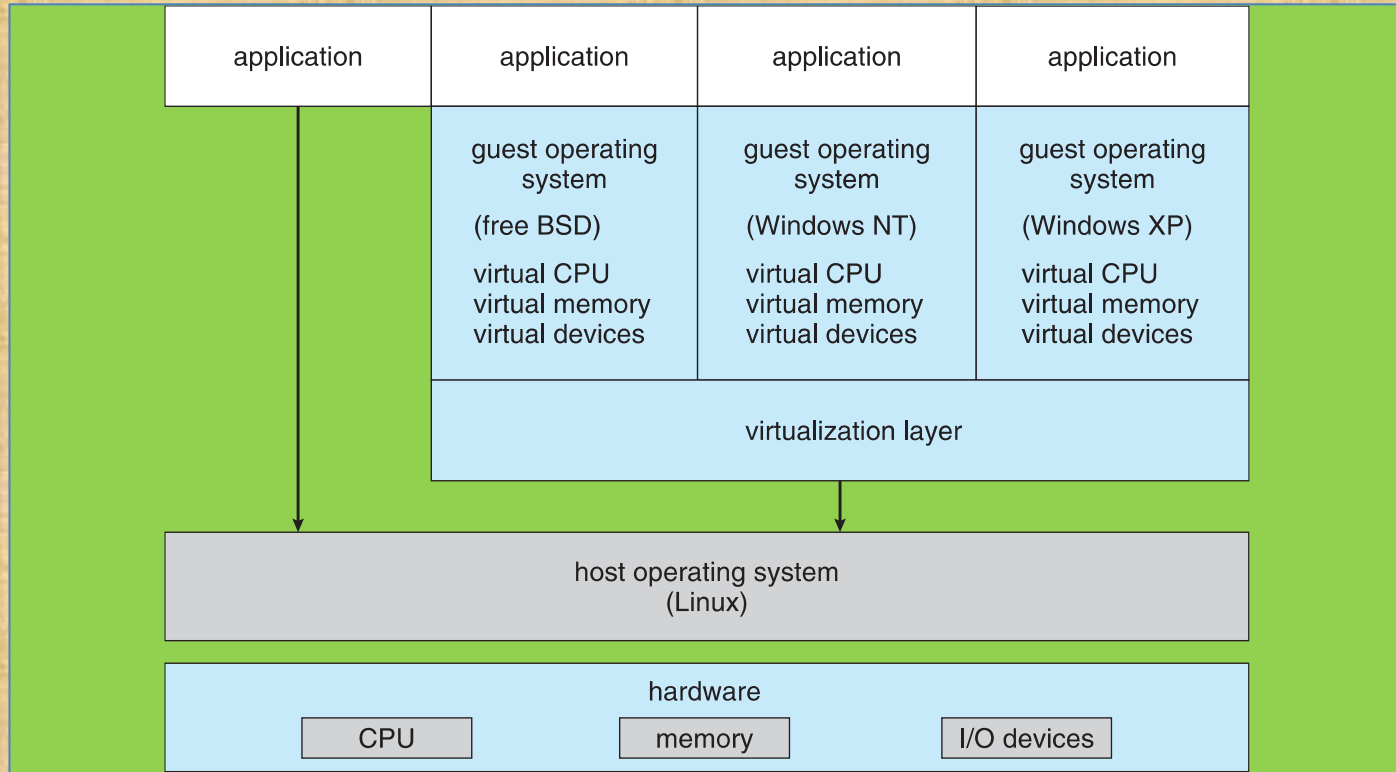 application
application
application
application
guest operating
system
(free BSD)
virtual CPU
virtual memory
virtual devices
guest operating
system
(Windows NT)
virtual CPU
virtual memory
virtual devices
guest operating
system
(Windows XP)
virtual CPU
virtual memory
virtual devices
virtualization layer
host operating system
(Linux)
hardware
CPU
memory
I/O devices